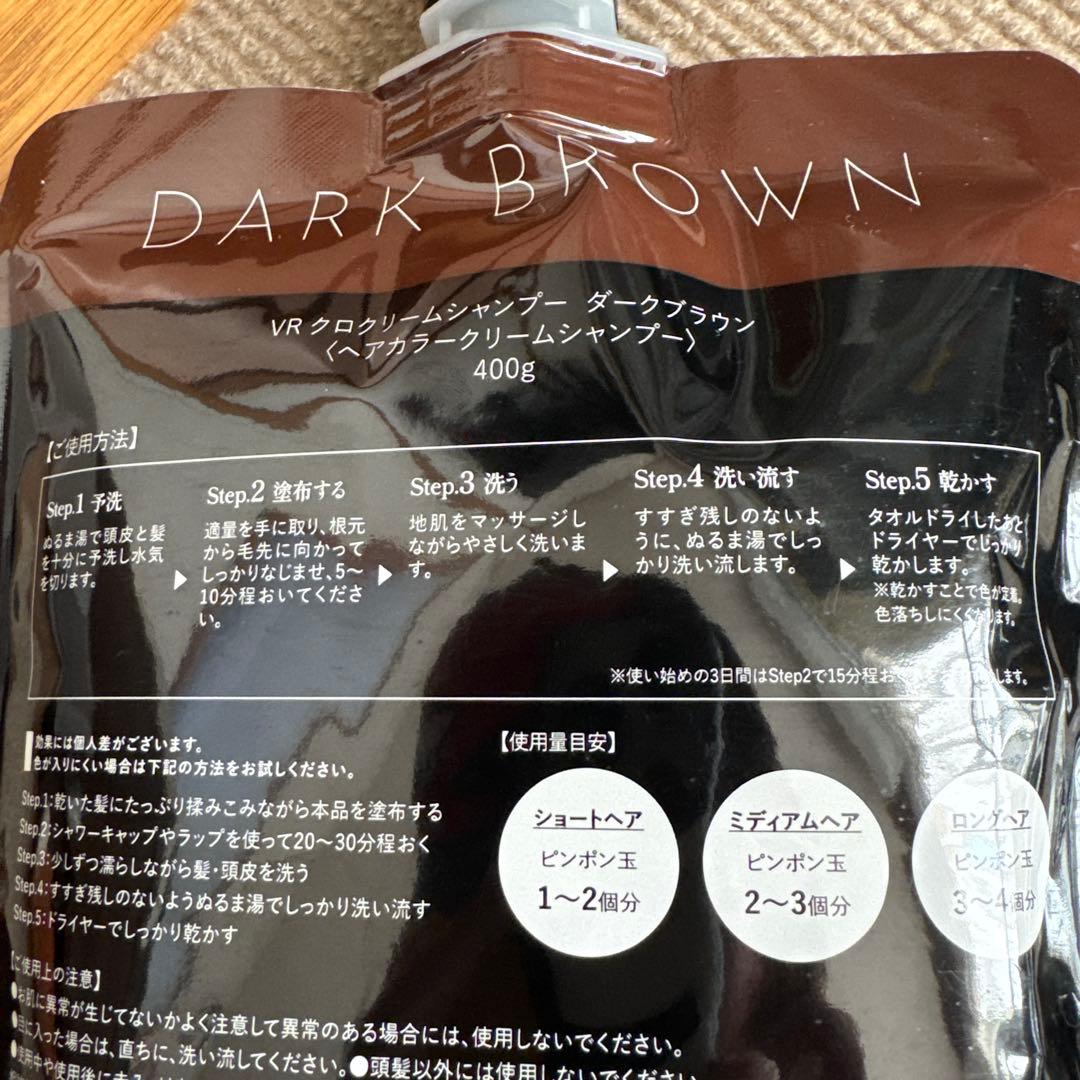 DARK BROWN
VR クロクリームシャンプー ダークブラウン
〈ヘアカラークリームシャンプー〉
400g
【ご使用方法】
Step.1 予洗
ぬるま湯で頭皮と髪
を十分に予洗し水気
を切ります。
Step.2 塗布する
適量を手に取り、根元
から毛先に向かって
しっかりなじませ、5〜
10分程おいてくださ
い。
Step.3 洗う
地肌をマッサージし
ながらやさしく洗いま
す。
Step.4 洗い流す
すすぎ残しのないよ
うに、ぬるま湯でしっ
かり洗い流します。
Step.5 乾かす
タオルドライしたあと
ドライヤーでしっかり
乾かします。
※乾かすことで色が定着。
色落ちしにくくなります。
※使い始めの3日間はStep2で15分程お
します。
効果には個人差がございます。
色が入りにくい場合は下記の方法をお試しください。
Step.1:乾いた髪にたっぷり揉みこみながら本品を塗布する
Step.2:シャワーキャップやラップを使って20〜30分程おく
Step.3:少しずつ濡らしながら髪・頭皮を洗う
Step.4:すすぎ残しのないようぬるま湯でしっかり洗い流す
Step.5:ドライヤーでしっかり乾かす
【使用量目安】
ショートヘア
ピンポン玉
1〜2個分
ミディアムヘア
ピンポン玉
2〜3個分
ロングヘア
ピンポン玉
3〜4個分
【ご使用上の注意】
●お肌に異常が生じてないかよく注意して異常のある場合には、使用しないでください。
●目に入った場合は、直ちに、洗い流してください。●頭髪以外には使用しないでください
●使用中や使用後に赤み